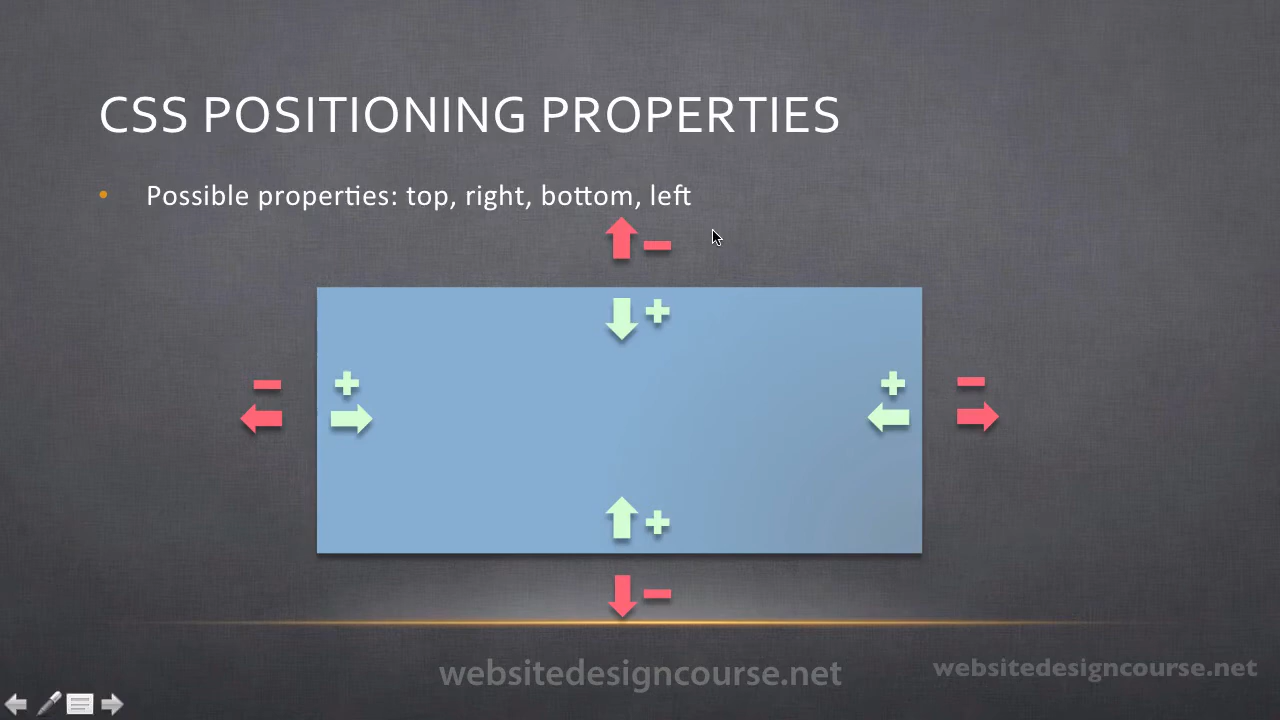 CSS POSITIONING PROPERTIES
• Possible properties: top, right, bottom, left
websitedesigncourse.net
websitedesigncourse.net